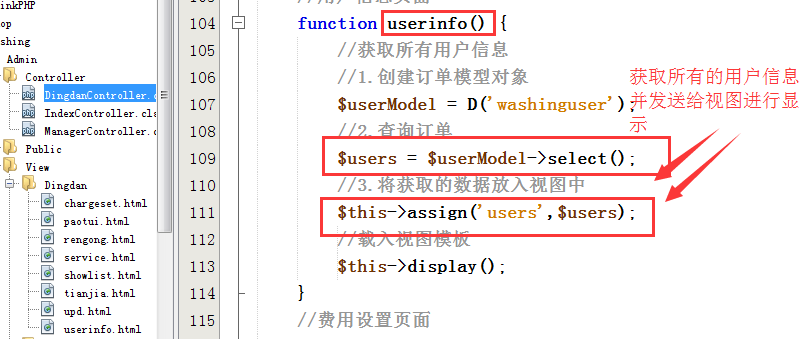 inkPHP
op
shing
Admin
Controller
DingdanController.c
IndexController.cls
ManagerController.c
Public
View
Dingdan
chargeset.html
paotui.html
rengong.html
service.html
showlist.html
tianjia.html
upd.html
userinfo.html
104 function userinfo() {
105 //获取所有用户信息
106 //1.创建订单模型对象
107 $userModel = D('washinguser');
108 //2.查询订单
109 $users = $userModel->select();
110 //3.将获取的数据放入视图中
111 $this->assign('users',$users);
112 //载入视图模板
113 $this->display();
114 }
115 //费用设置页面
获取所有的用户信息
并发送给视图进行显
示